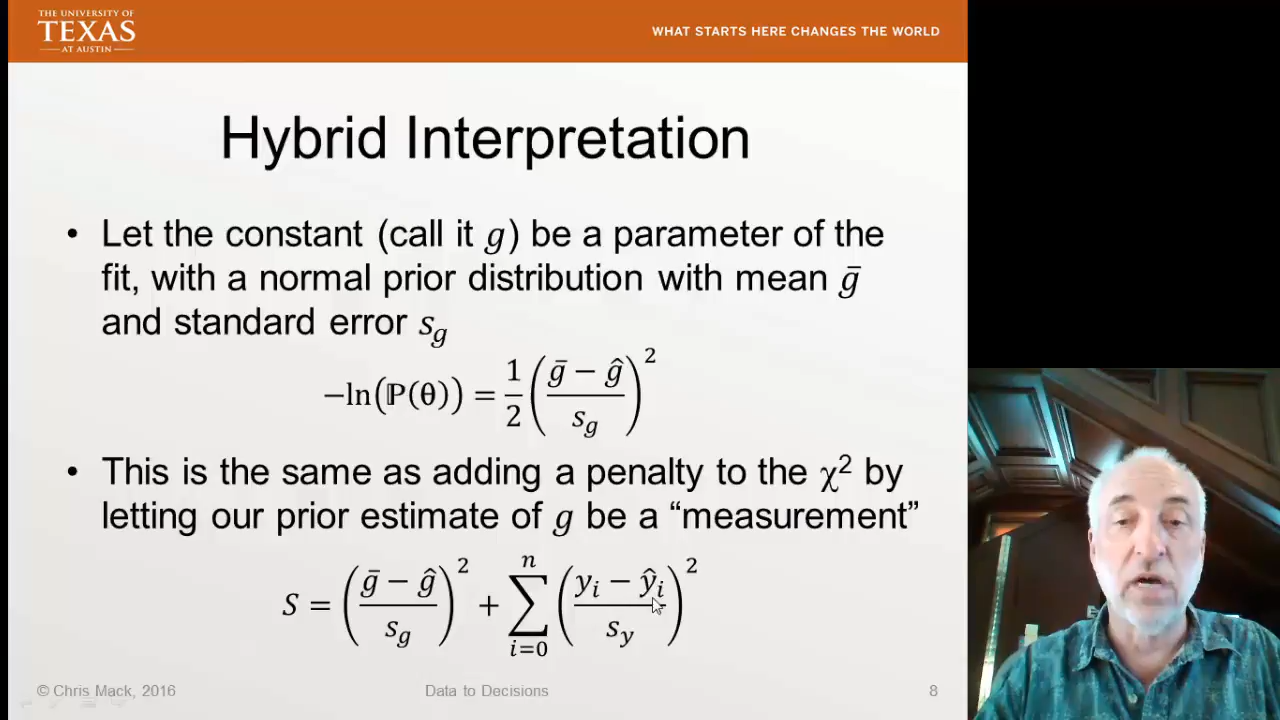 THE UNIVERSITY OF
TEXAS
AT AUSTIN
WHAT STARTS HERE CHANGES THE WORLD
Hybrid Interpretation
• Let the constant (call it g) be a parameter of the
fit, with a normal prior distribution with mean ḡ
and standard error s_g
−ln(ℙ(θ)) = 1/2 ((ḡ − ĝ)/s_g)²
• This is the same as adding a penalty to the χ² by
letting our prior estimate of g be a “measurement”
S = ((ḡ − ĝ)/s_g)² + ∑_{i=0}^{n} ((y_i − ŷ_i)/s_y)²
© Chris Mack, 2016
Data to Decisions
8